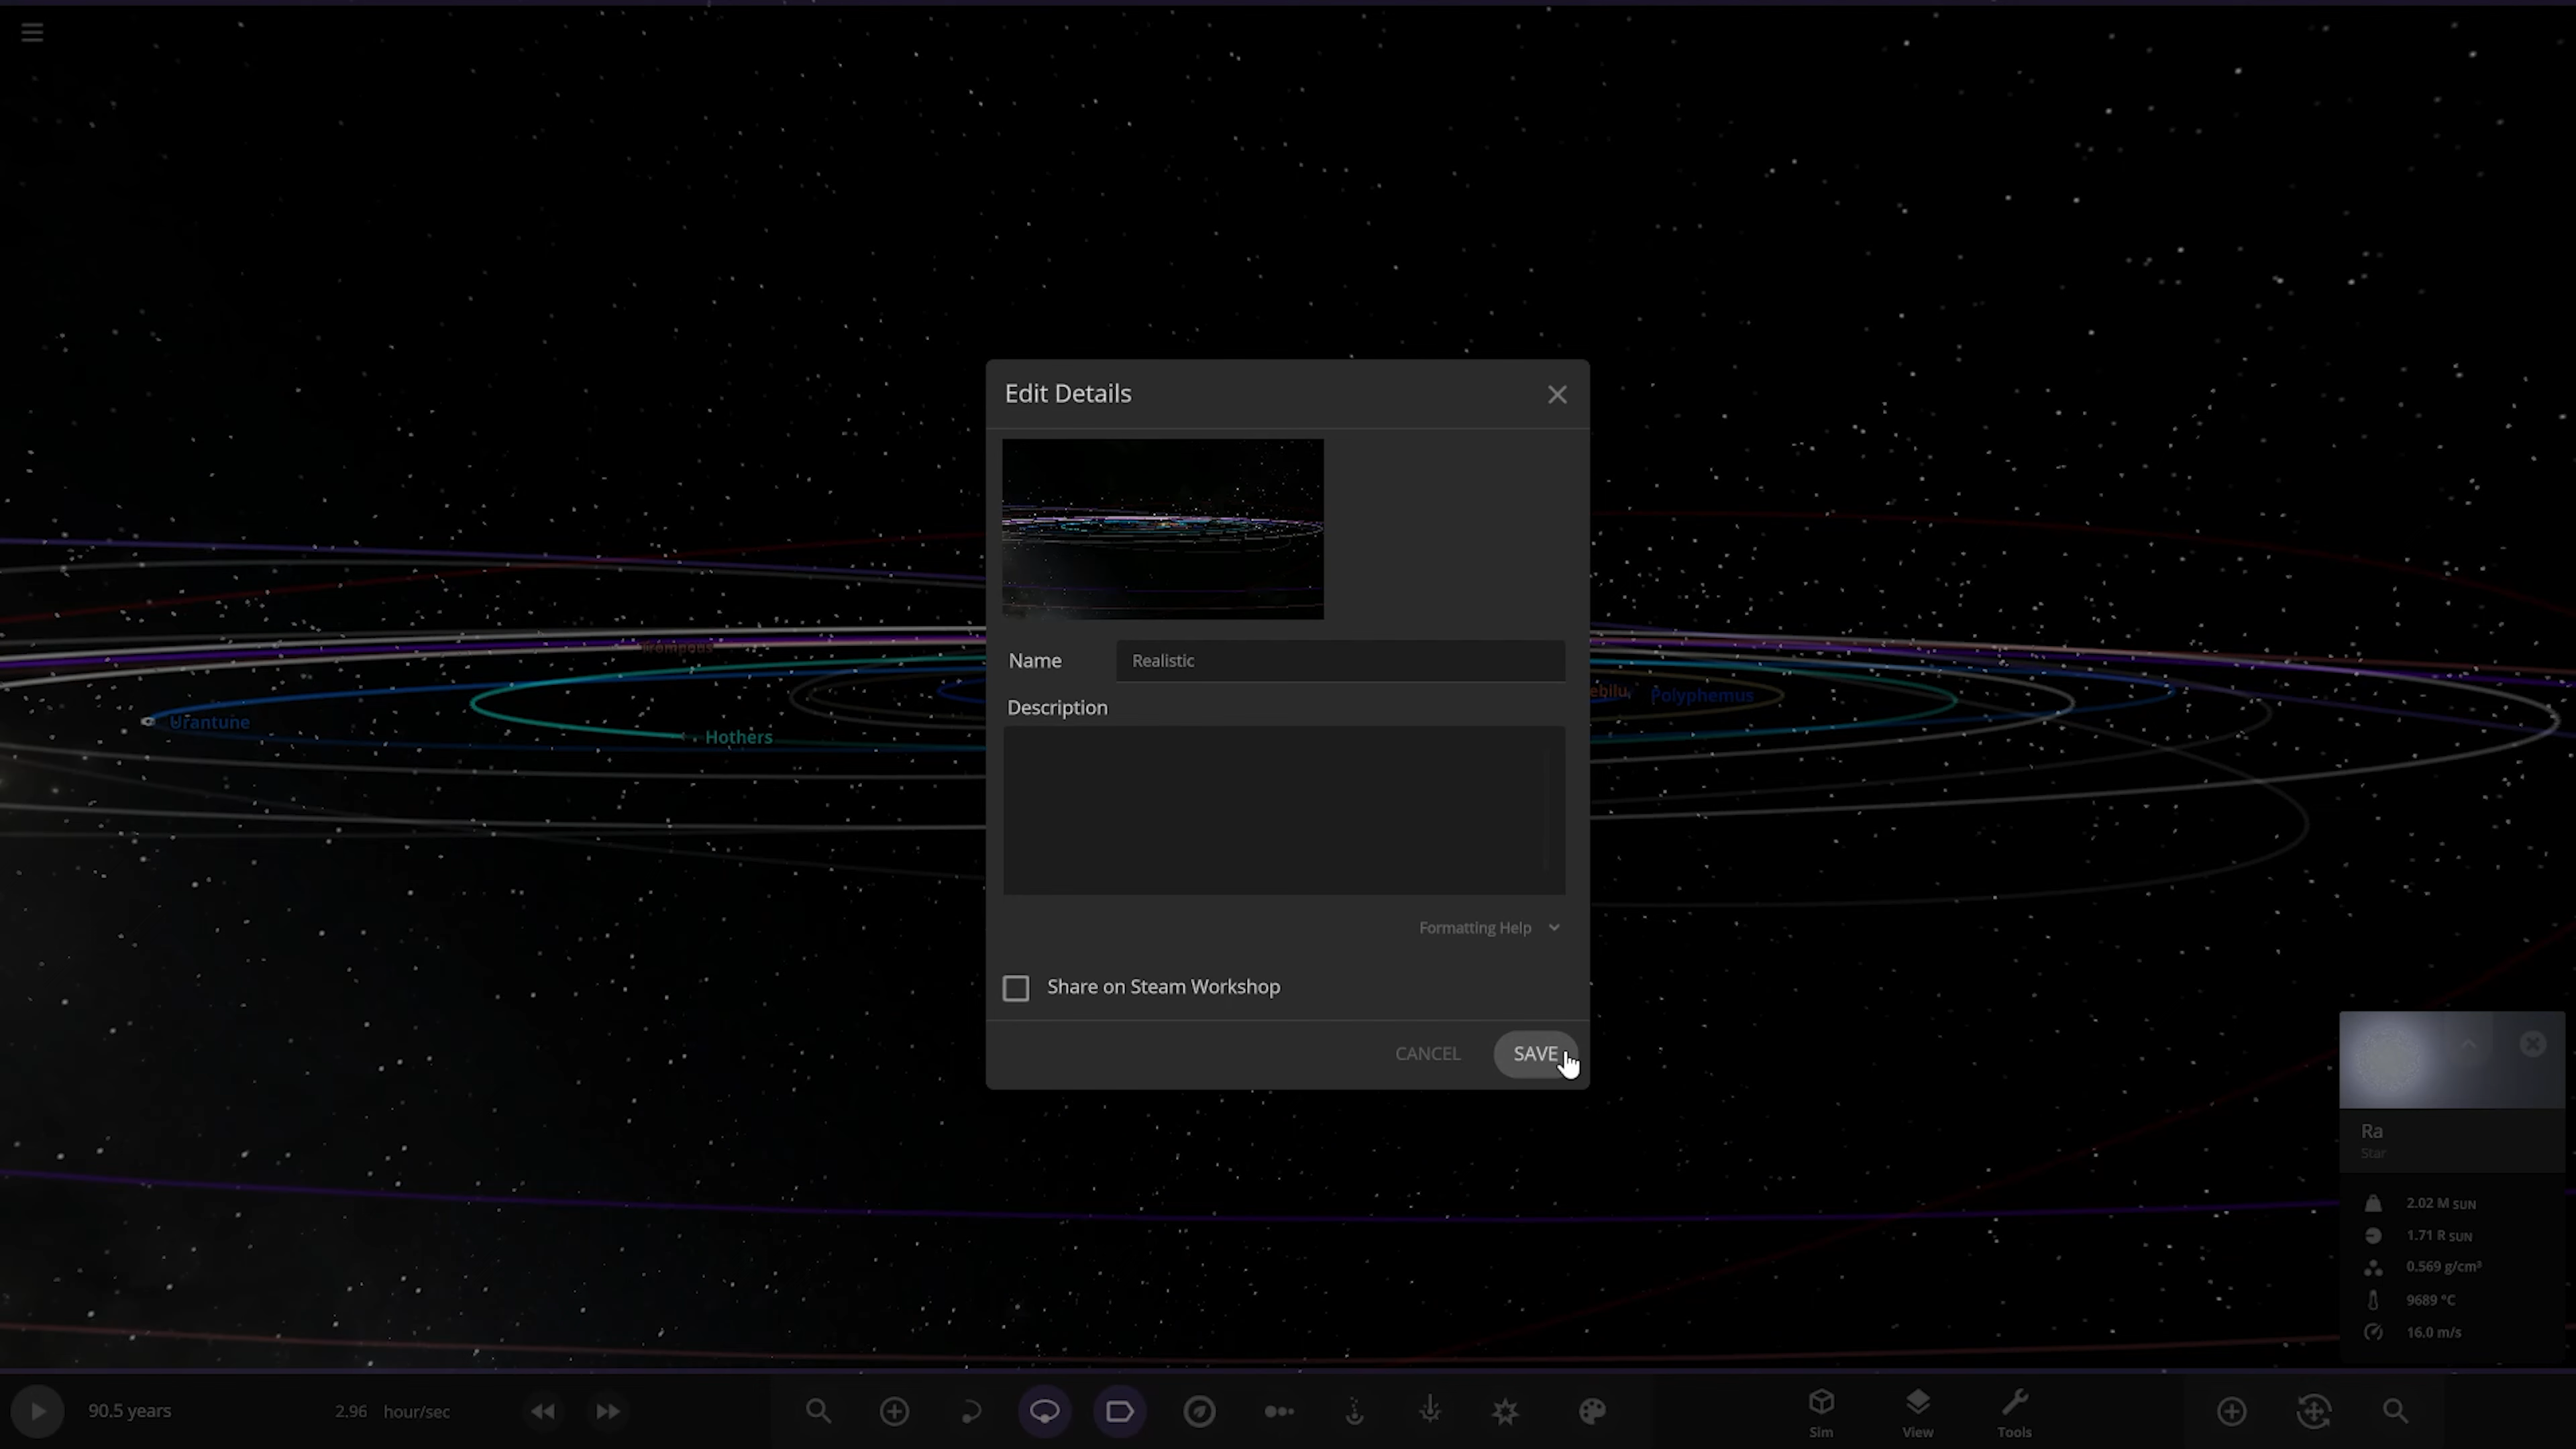 Edit Details
Name
Realistic
Description
Formatting Help
Share on Steam Workshop
CANCEL
SAVE
Trompous
Urantune
Hothers
ebilu
Polyphemus
Ra
Star
2.02 M SUN
1.71 R SUN
0.569 g/cm³
9689 °C
16.0 m/s
90.5 years
2.96 hour/sec
Sim
View
Tools